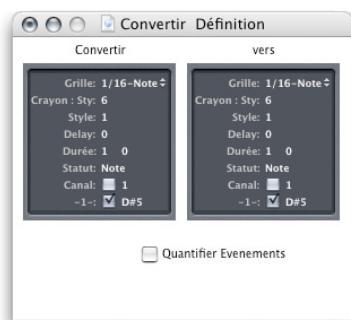 Convertir Définition
Convertir
vers
Grille: 1/16-Note
Crayon : Sty: 6
Style: 1
Delay: 0
Durée: 1 0
Statut: Note
Canal: 1
-1-: D#5
Grille: 1/16-Note
Crayon : Sty: 6
Style: 1
Delay: 0
Durée: 1 0
Statut: Note
Canal: 1
-1-: D#5
Quantifier Evenements